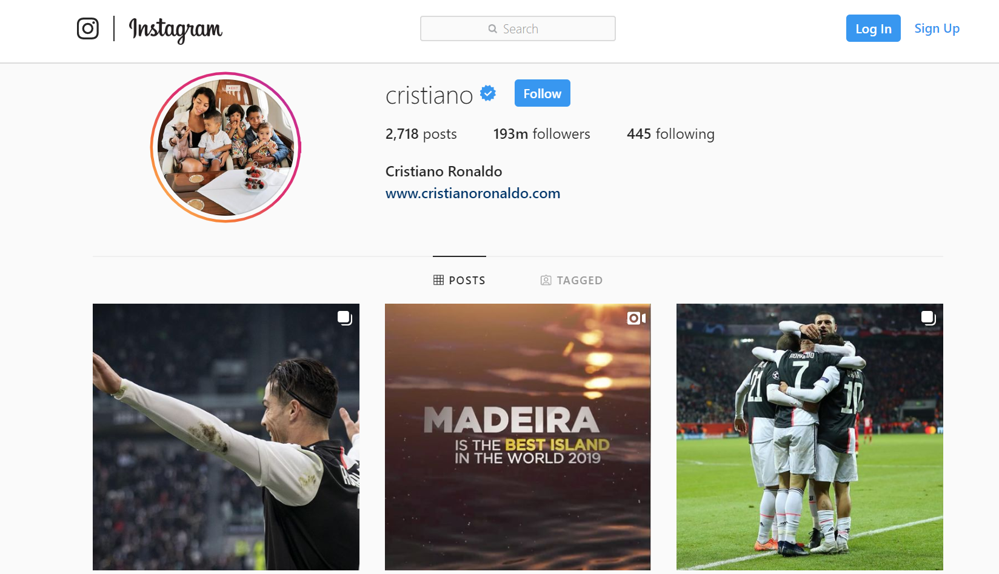 Instagram
Search
Log In
Sign Up
cristiano
Follow
2,718 posts
193m followers
445 following
Cristiano Ronaldo
www.cristianoronaldo.com
POSTS
TAGGED
MADEIRA
IS THE BEST ISLAND
IN THE WORLD 2019
RONALDO
21
7
10
EXIT